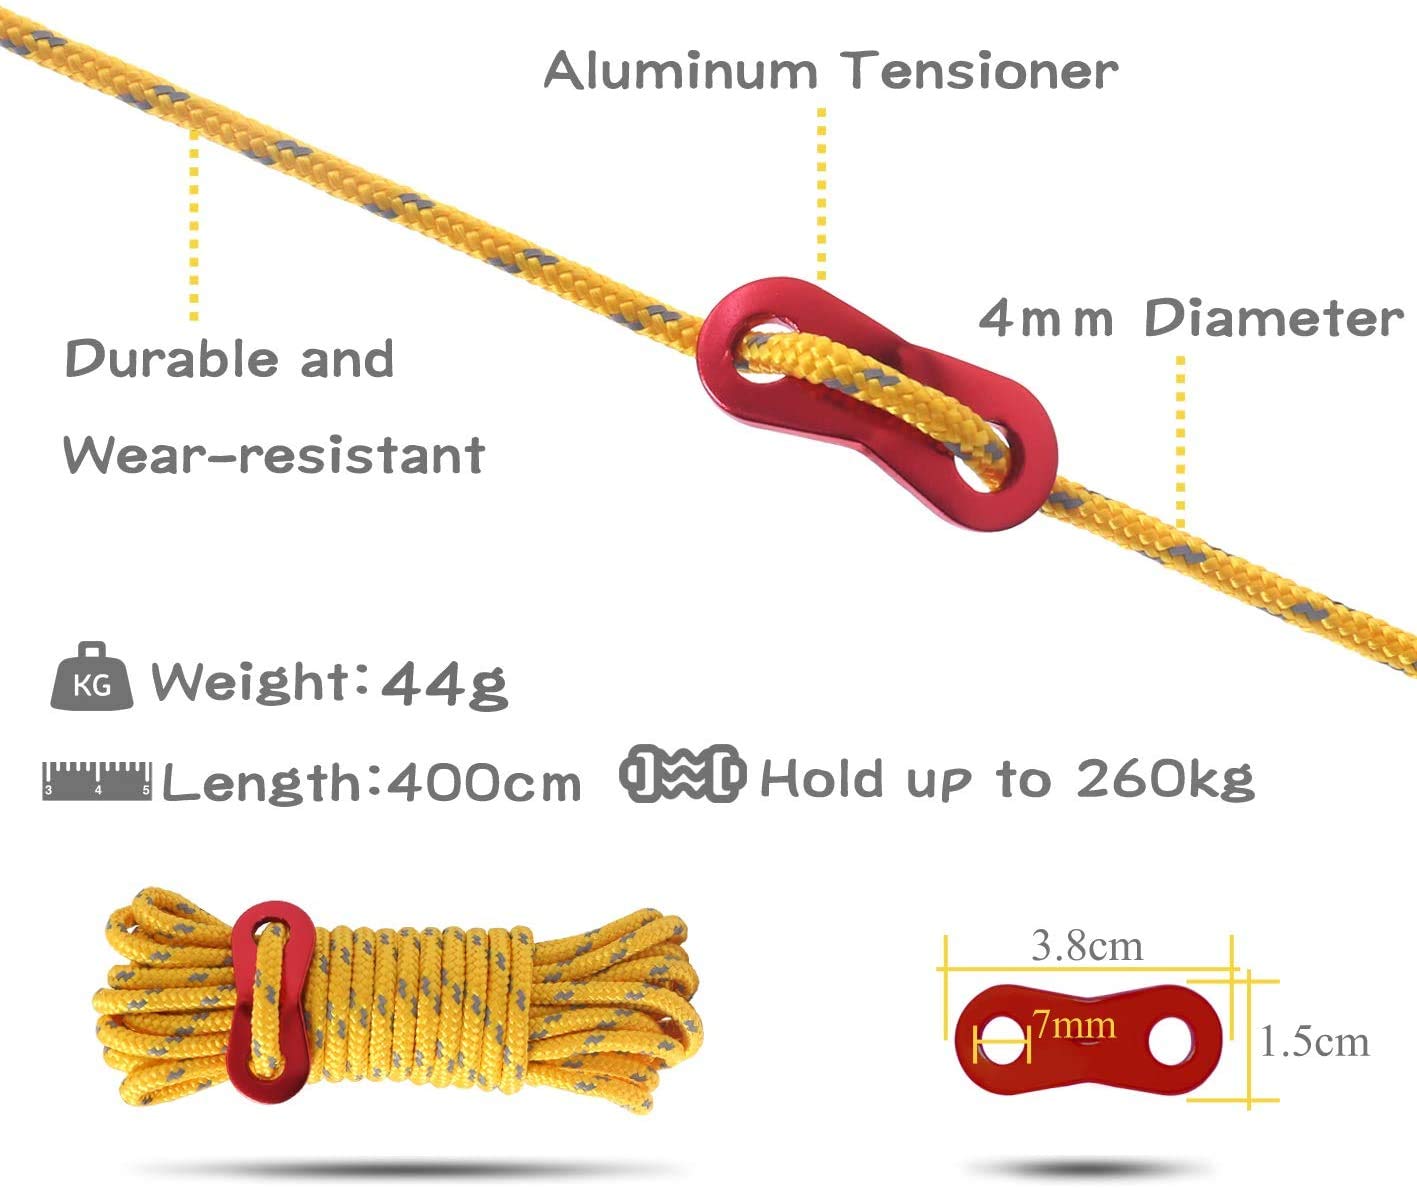 Aluminum Tensioner
4mm Diameter
Durable and
Wear-resistant
KG Weight: 44g
3 4 5 Length:400cm
Hold up to 260kg
3.8cm
7mm
1.5cm